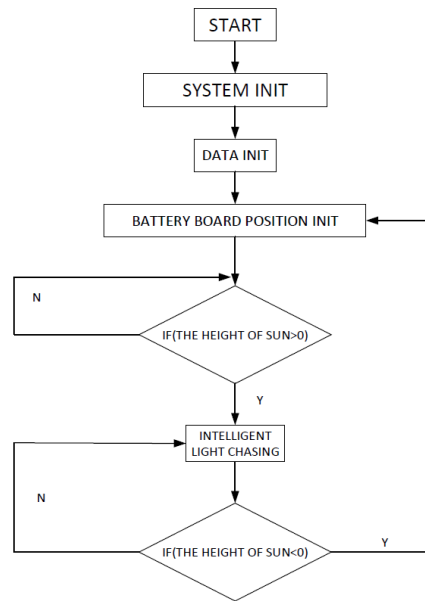 START
SYSTEM INIT
DATA INIT
BATTERY BOARD POSITION INIT
N
IF(THE HEIGHT OF SUN>0)
Y
INTELLIGENT
LIGHT CHASING
N
IF(THE HEIGHT OF SUN<0)
Y